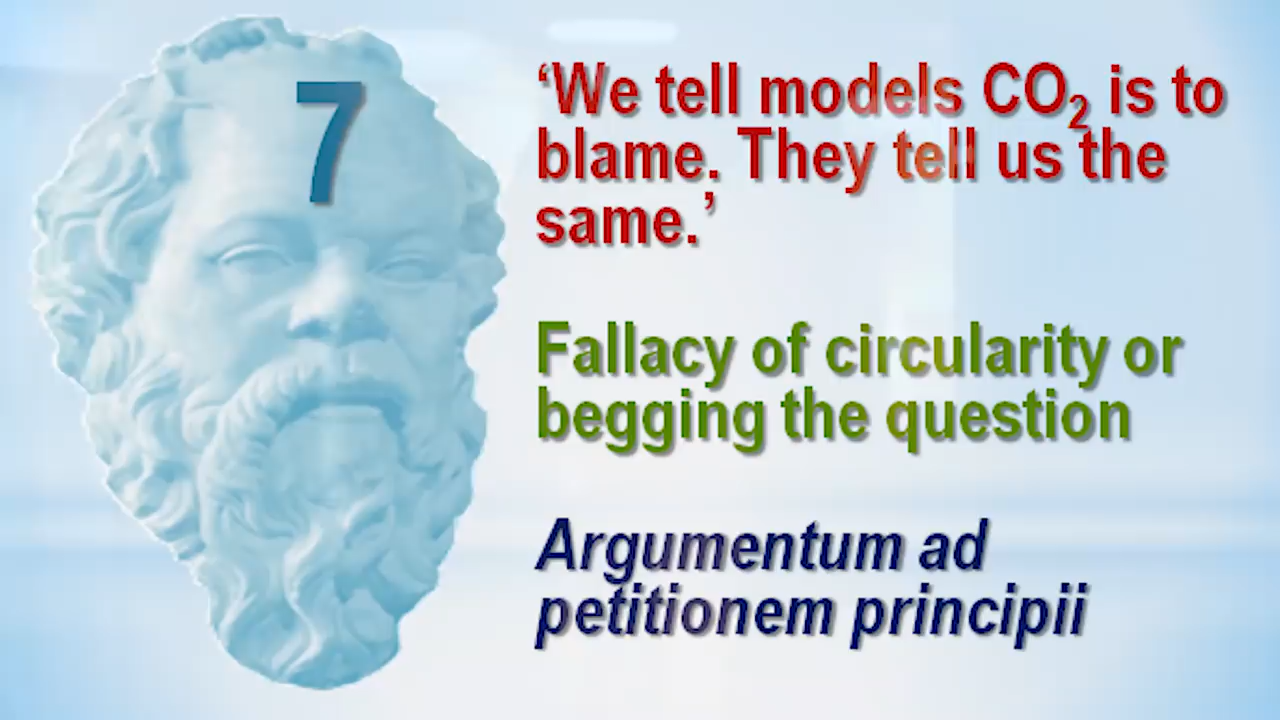 7
‘We tell models CO₂ is to
blame. They tell us the
same.’
Fallacy of circularity or
begging the question
Argumentum ad
petitionem principii